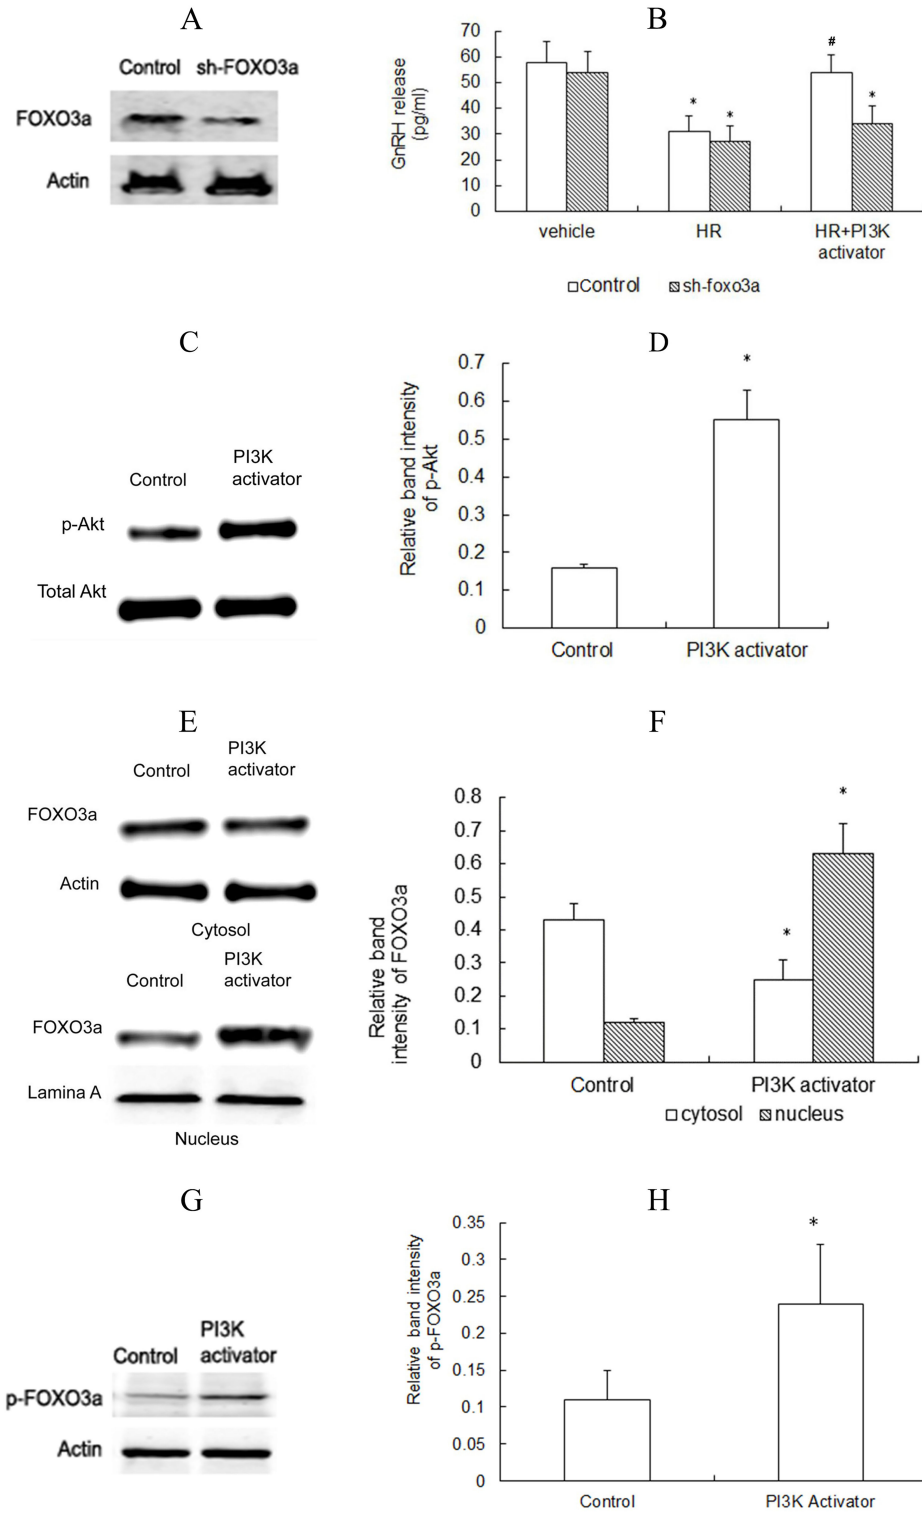 A
Control sh-FOXO3a
FOXO3a
Actin
B
GnRH release
(pg/ml)
70
60
50
40
30
20
10
0
*
*
#
*
vehicle HR HR+PI3K
activator
Control sh-foxo3a
C
Control PI3K
activator
p-Akt
Total Akt
D
Relative band intensity
of p-Akt
0.7
0.6
0.5
0.4
0.3
0.2
0.1
0
*
Control PI3K activator
E
Control PI3K
activator
FOXO3a
Actin
Cytosol
Control PI3K
activator
FOXO3a
Lamina A
Nucleus
F
Relative band
intensity of FOXO3a
0.8
0.7
0.6
0.5
0.4
0.3
0.2
0.1
0
*
*
Control PI3K activator
cytosol nucleus
G
Control PI3K
activator
p-FOXO3a
Actin
H
Relative band intensity
of p-FOXO3a
0.35
0.3
0.25
0.2
0.15
0.1
0.05
0
*
Control PI3K Activator